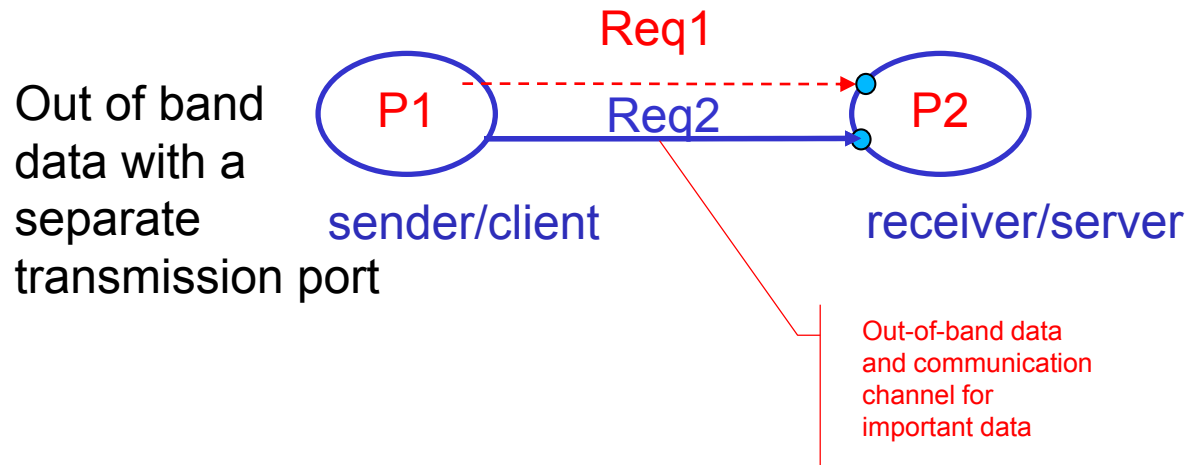 Req1
Out of band
data with a
separate
transmission port
P1
Req2
P2
sender/client
receiver/server
Out-of-band data
and communication
channel for
important data